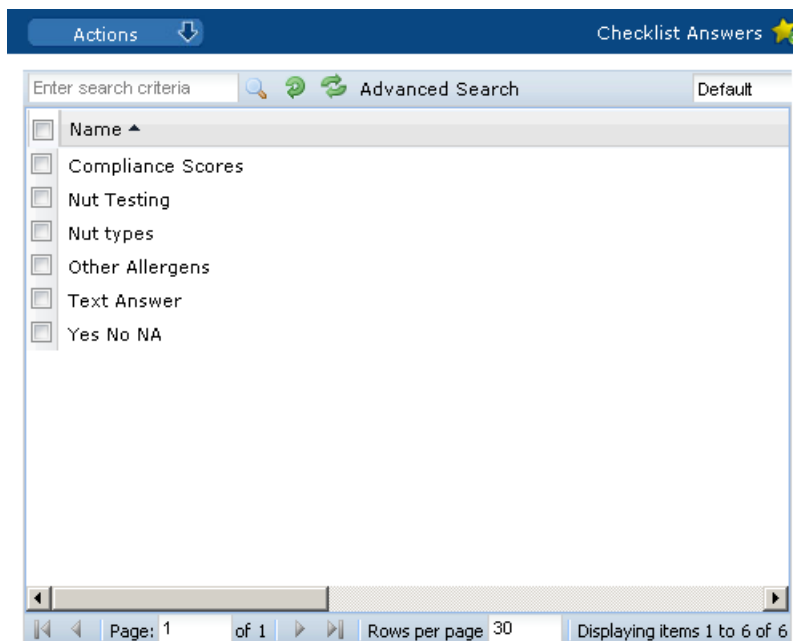 Actions Checklist Answers
Enter search criteria Advanced Search Default
Name
Compliance Scores
Nut Testing
Nut types
Other Allergens
Text Answer
Yes No NA
Page: 1 of 1 Rows per page 30 Displaying items 1 to 6 of 6